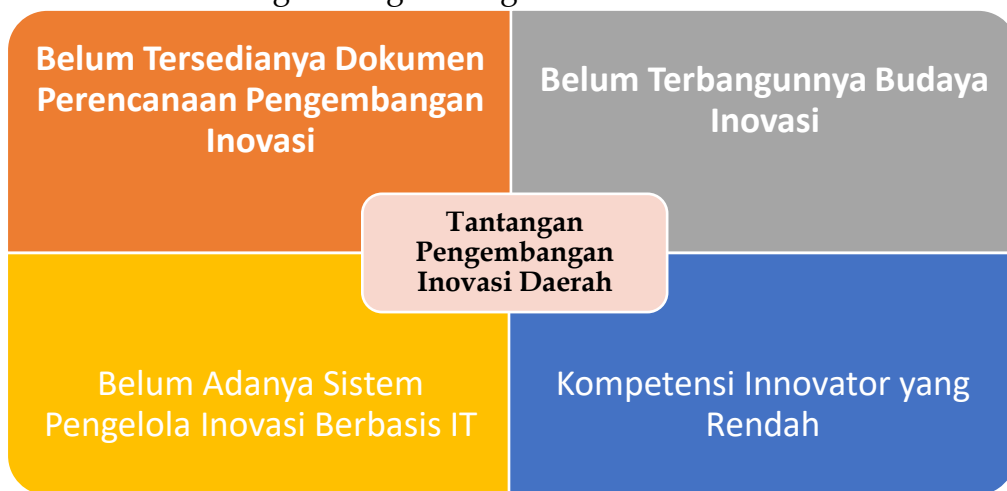 Belum Tersedianya Dokumen
Perencanaan Pengembangan
Inovasi
Belum Terbangunnya Budaya
Inovasi
Tantangan
Pengembangan
Inovasi Daerah
Belum Adanya Sistem
Pengelola Inovasi Berbasis IT
Kompetensi Innovator yang
Rendah